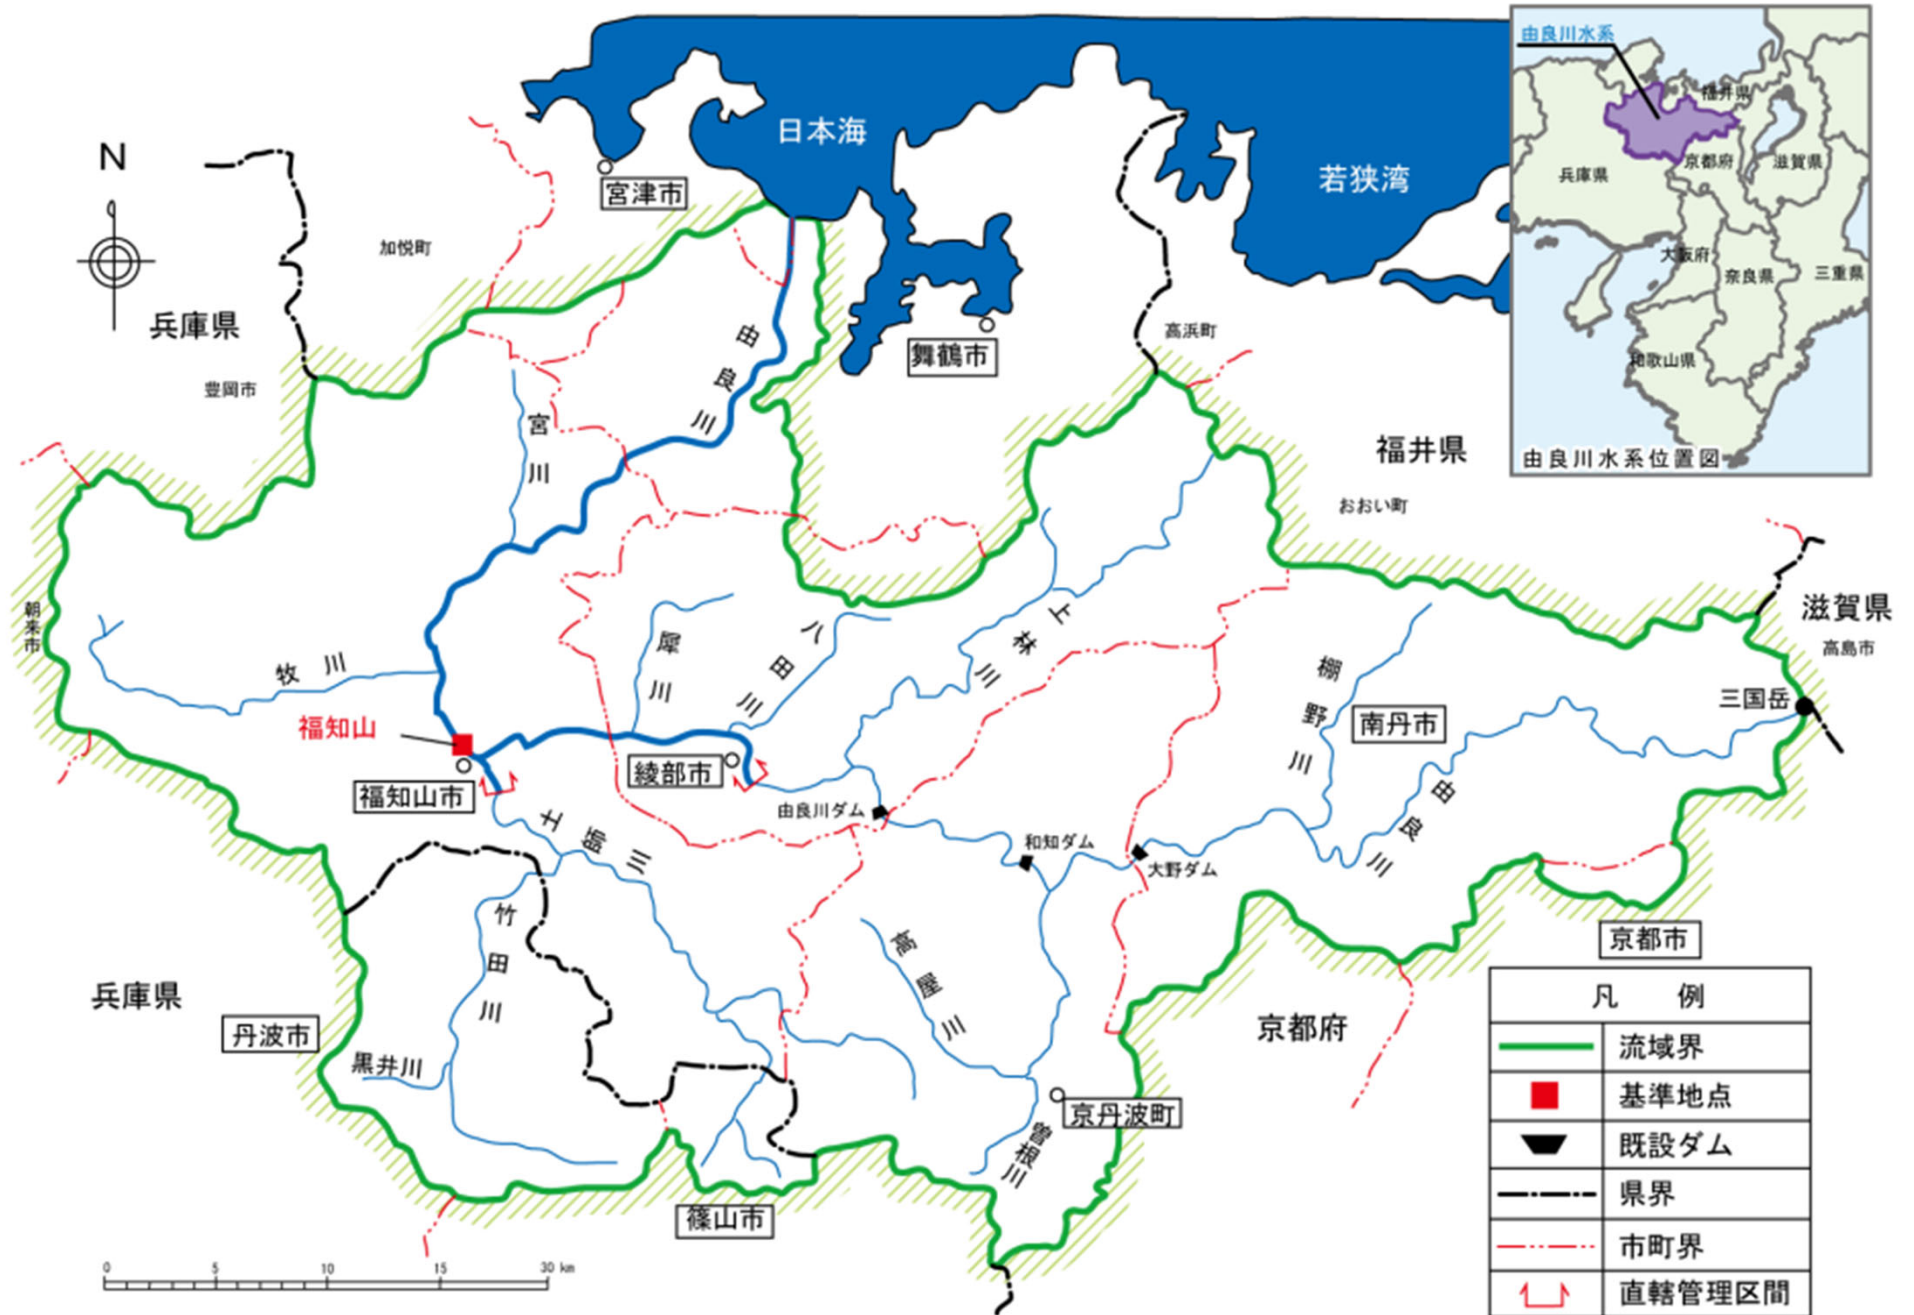 日本海
若狭湾
N
宮津市
加悦町
兵庫県
豊岡市
舞鶴市
高浜町
福井県
おおい町
滋賀県
高島市
三国岳
朝来市
由良川
宮川
牧川
犀川
八田川
上林川
棚野川
南丹市
由良川
福知山
福知山市
綾部市
由良川ダム
和知ダム
大野ダム
土師川
竹田川
黒井川
高屋川
曽根川
京丹波町
京都市
京都府
兵庫県
丹波市
篠山市
0 5 10 15 30 km
由良川水系
福井県
兵庫県
京都府
滋賀県
大阪府
奈良県
三重県
和歌山県
由良川水系位置図
凡 例
流域界
基準地点
既設ダム
県界
市町界
直轄管理区間